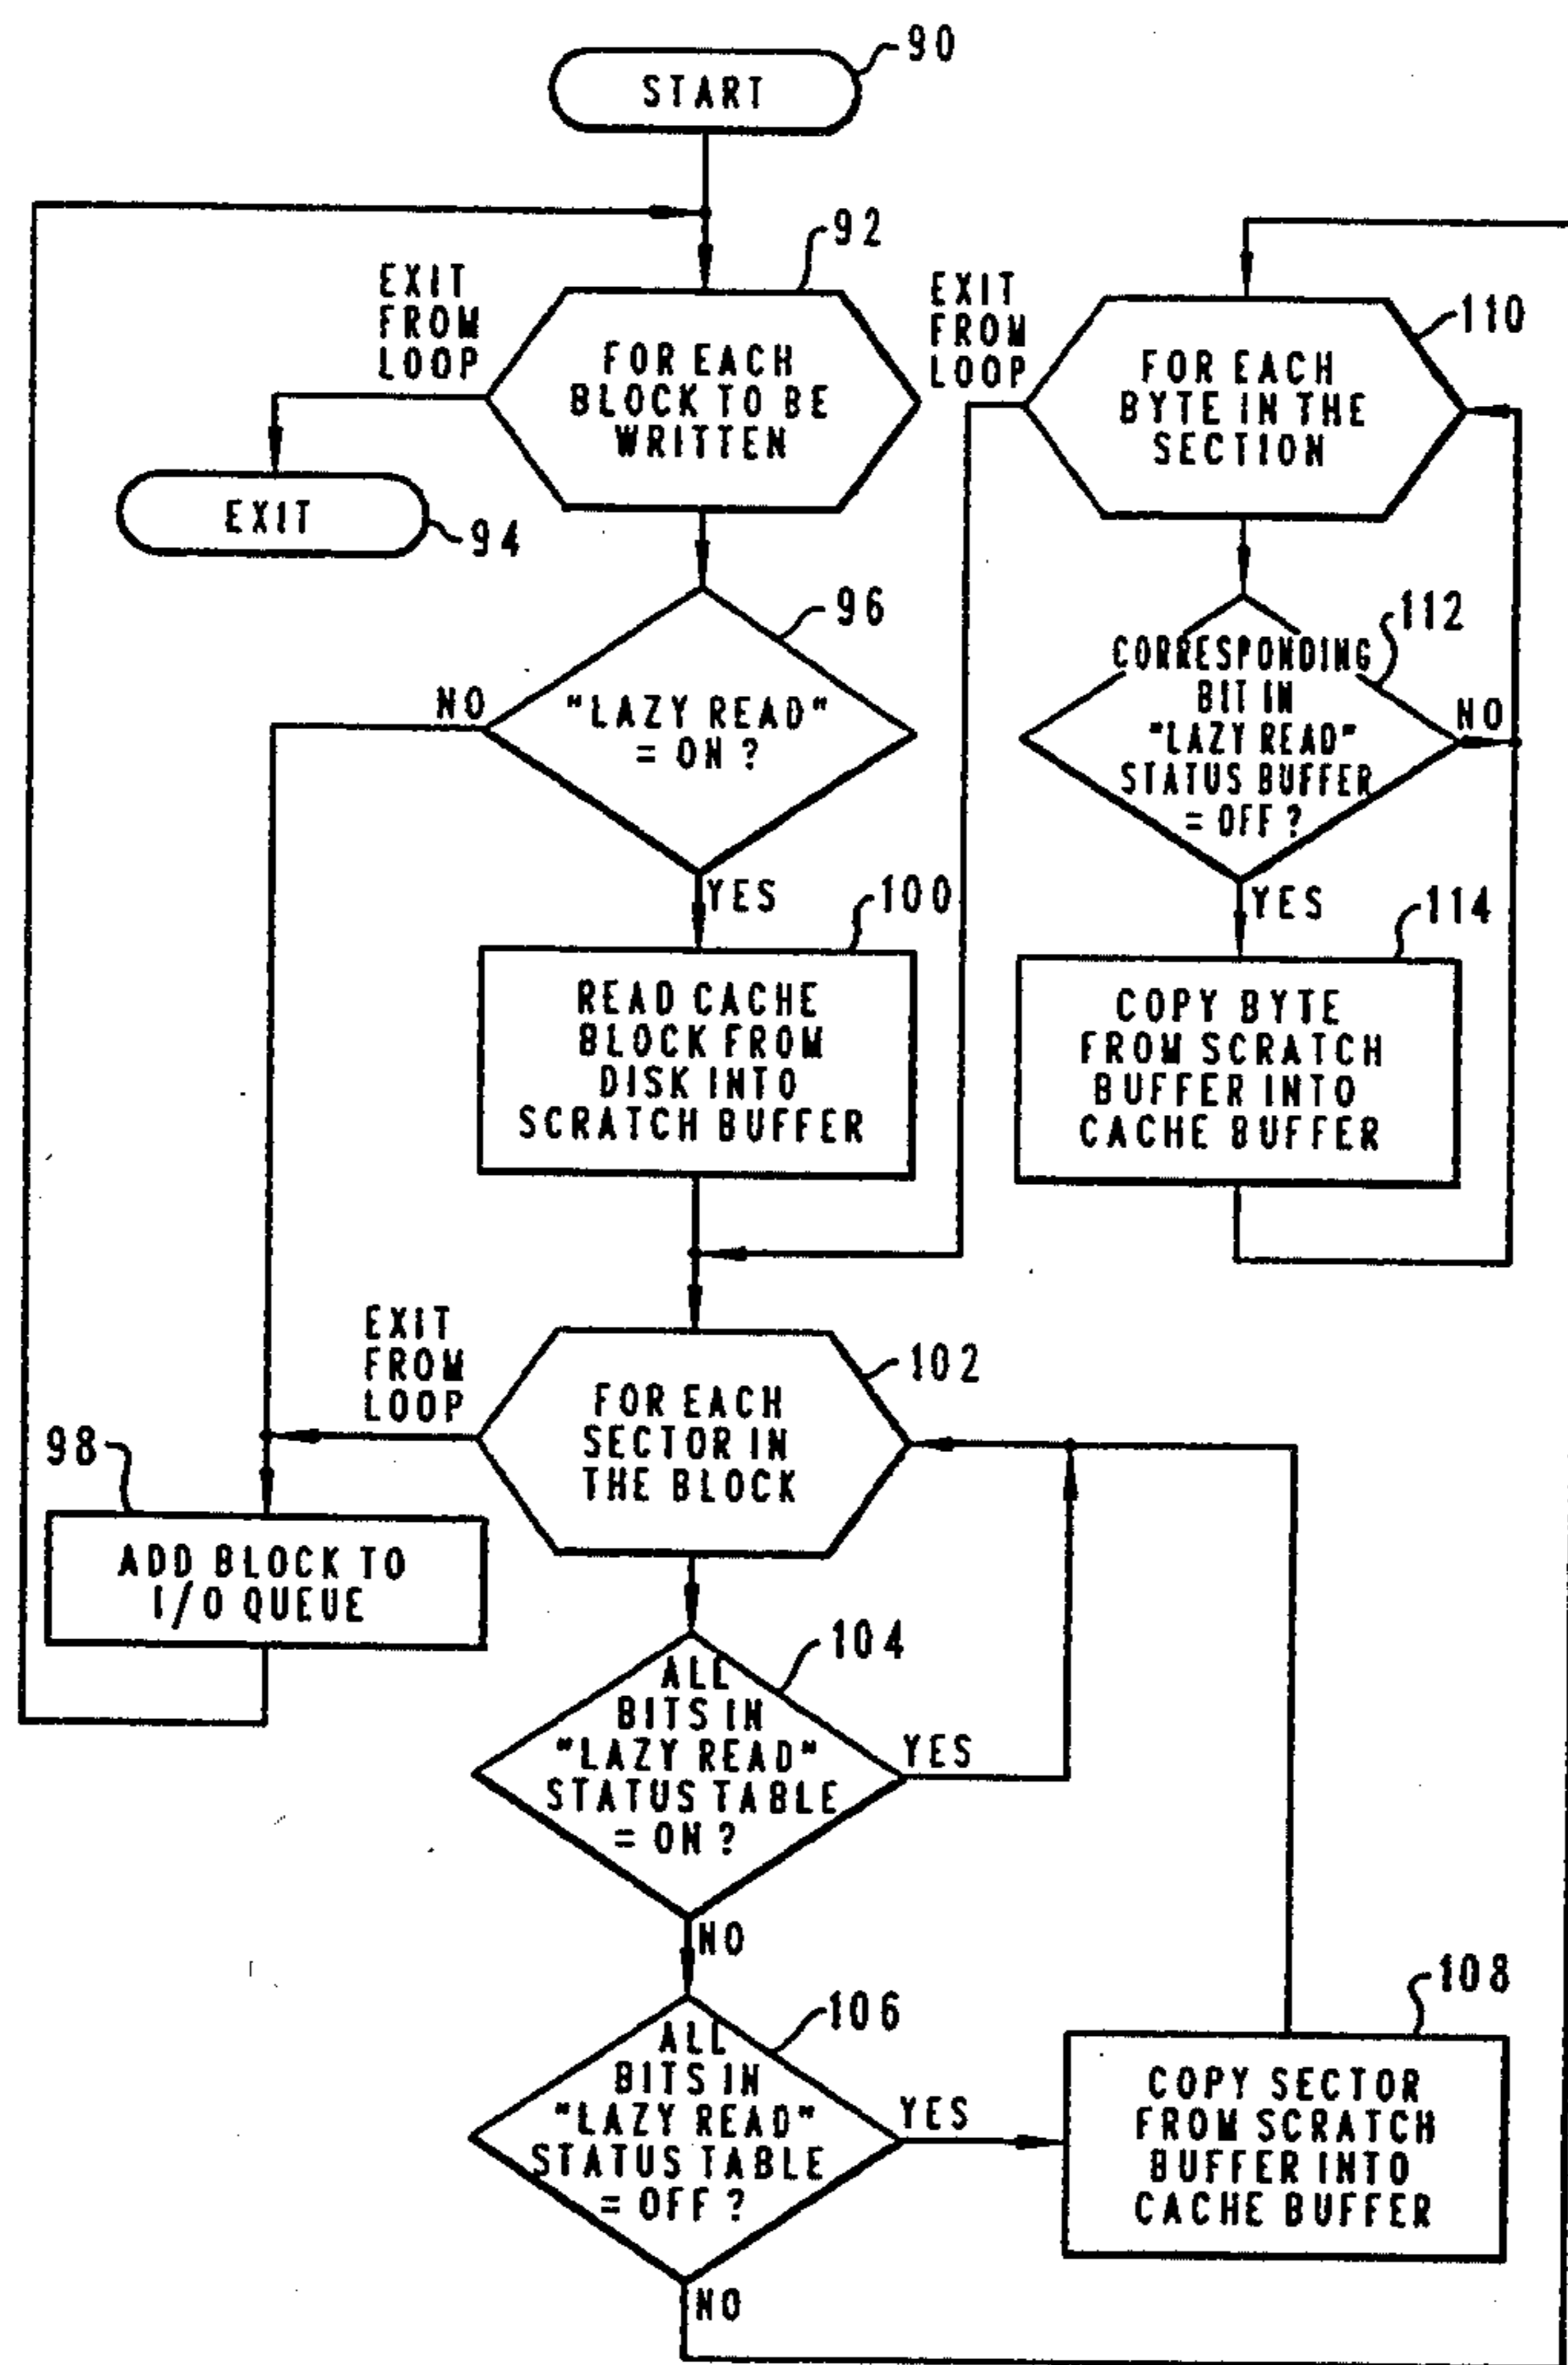 90
START
92
EXIT
FROM
LOOP
FOR EACH
BLOCK TO BE
WRITTEN
EXIT
94
96
"LAZY READ"
= ON ?
NO
YES
100
READ CACHE
BLOCK FROM
DISK INTO
SCRATCH BUFFER
EXIT
FROM
LOOP
102
FOR EACH
SECTOR IN
THE BLOCK
98
ADD BLOCK TO
I/O QUEUE
104
ALL
BITS IN
"LAZY READ"
STATUS TABLE
= ON ?
YES
NO
106
ALL
BITS IN
"LAZY READ"
STATUS TABLE
= OFF ?
YES
NO
108
COPY SECTOR
FROM SCRATCH
BUFFER INTO
CACHE BUFFER
EXIT
FROM
LOOP
110
FOR EACH
BYTE IN THE
SECTION
112
CORRESPONDING
BIT IN
"LAZY READ"
STATUS BUFFER
= OFF ?
NO
YES
114
COPY BYTE
FROM SCRATCH
BUFFER INTO
CACHE BUFFER